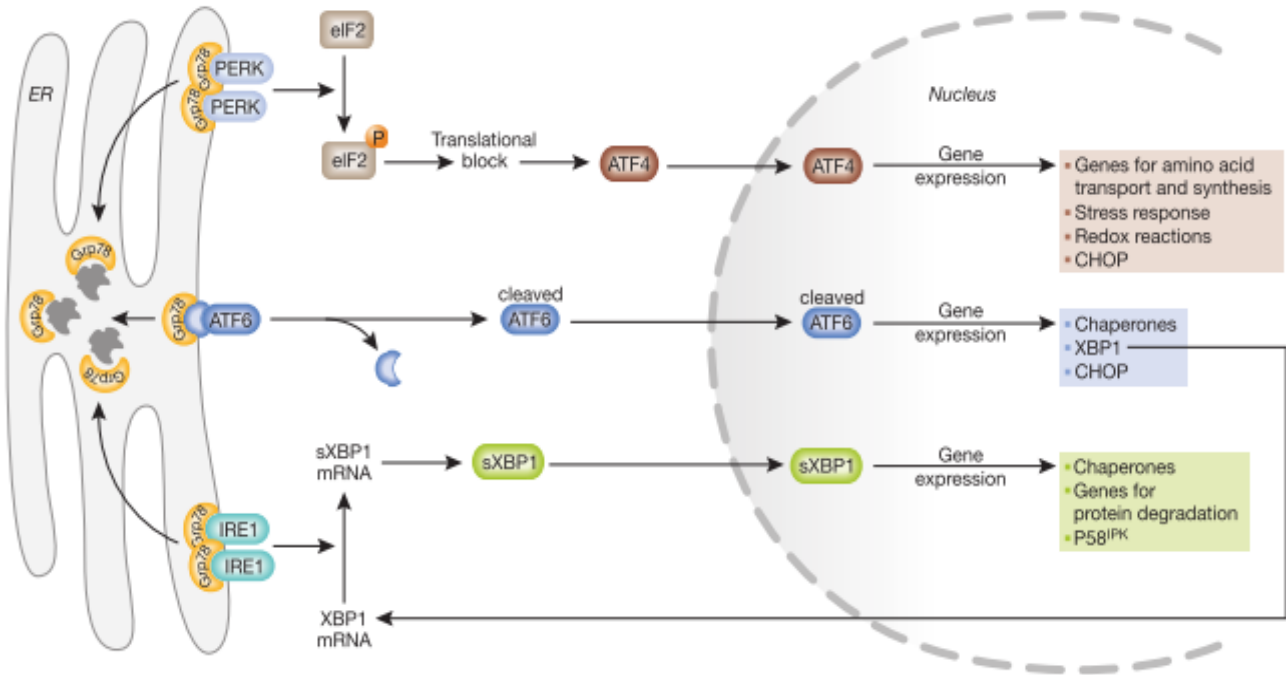 ER
Grp78
PERK
Grp78
PERK
eIF2
P
eIF2
Translational
block
ATF4
Nucleus
ATF4
Gene
expression
Genes for amino acid
transport and synthesis
Stress response
Redox reactions
CHOP
Grp78
Grp78
Grp78
Grp78
ATF6
cleaved
ATF6
cleaved
ATF6
Gene
expression
Chaperones
XBP1
CHOP
sXBP1
mRNA
sXBP1
sXBP1
Gene
expression
Chaperones
Genes for
protein degradation
P58IPK
Grp78
IRE1
Grp78
IRE1
XBP1
mRNA